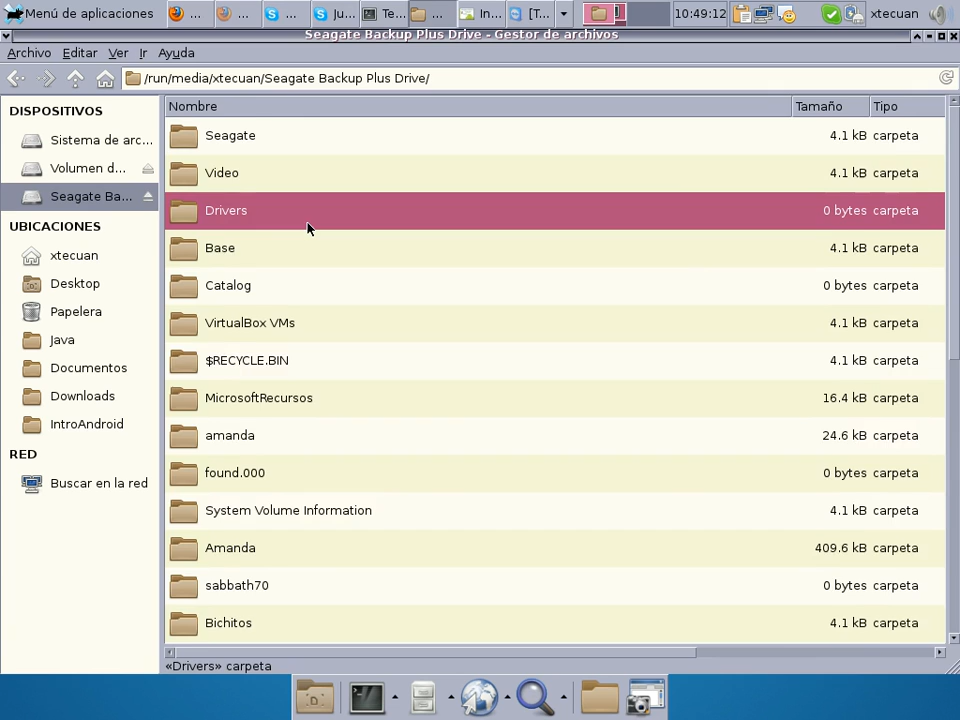 Menú de aplicaciones ... ... ... Ju... Te... ... In... [T... 10:49:12 xtecuan
Seagate Backup Plus Drive - Gestor de archivos
Archivo Editar Ver Ir Ayuda
/run/media/xtecuan/Seagate Backup Plus Drive/
DISPOSITIVOS
Sistema de arc...
Volumen d...
Seagate Ba...
UBICACIONES
xtecuan
Desktop
Papelera
Java
Documentos
Downloads
IntroAndroid
RED
Buscar en la red
Nombre Tamaño Tipo
Seagate 4.1 kB carpeta
Video 4.1 kB carpeta
Drivers 0 bytes carpeta
Base 4.1 kB carpeta
Catalog 0 bytes carpeta
VirtualBox VMs 4.1 kB carpeta
$RECYCLE.BIN 4.1 kB carpeta
MicrosoftRecursos 16.4 kB carpeta
amanda 24.6 kB carpeta
found.000 0 bytes carpeta
System Volume Information 4.1 kB carpeta
Amanda 409.6 kB carpeta
sabbath70 0 bytes carpeta
Bichitos 4.1 kB carpeta
«Drivers» carpeta